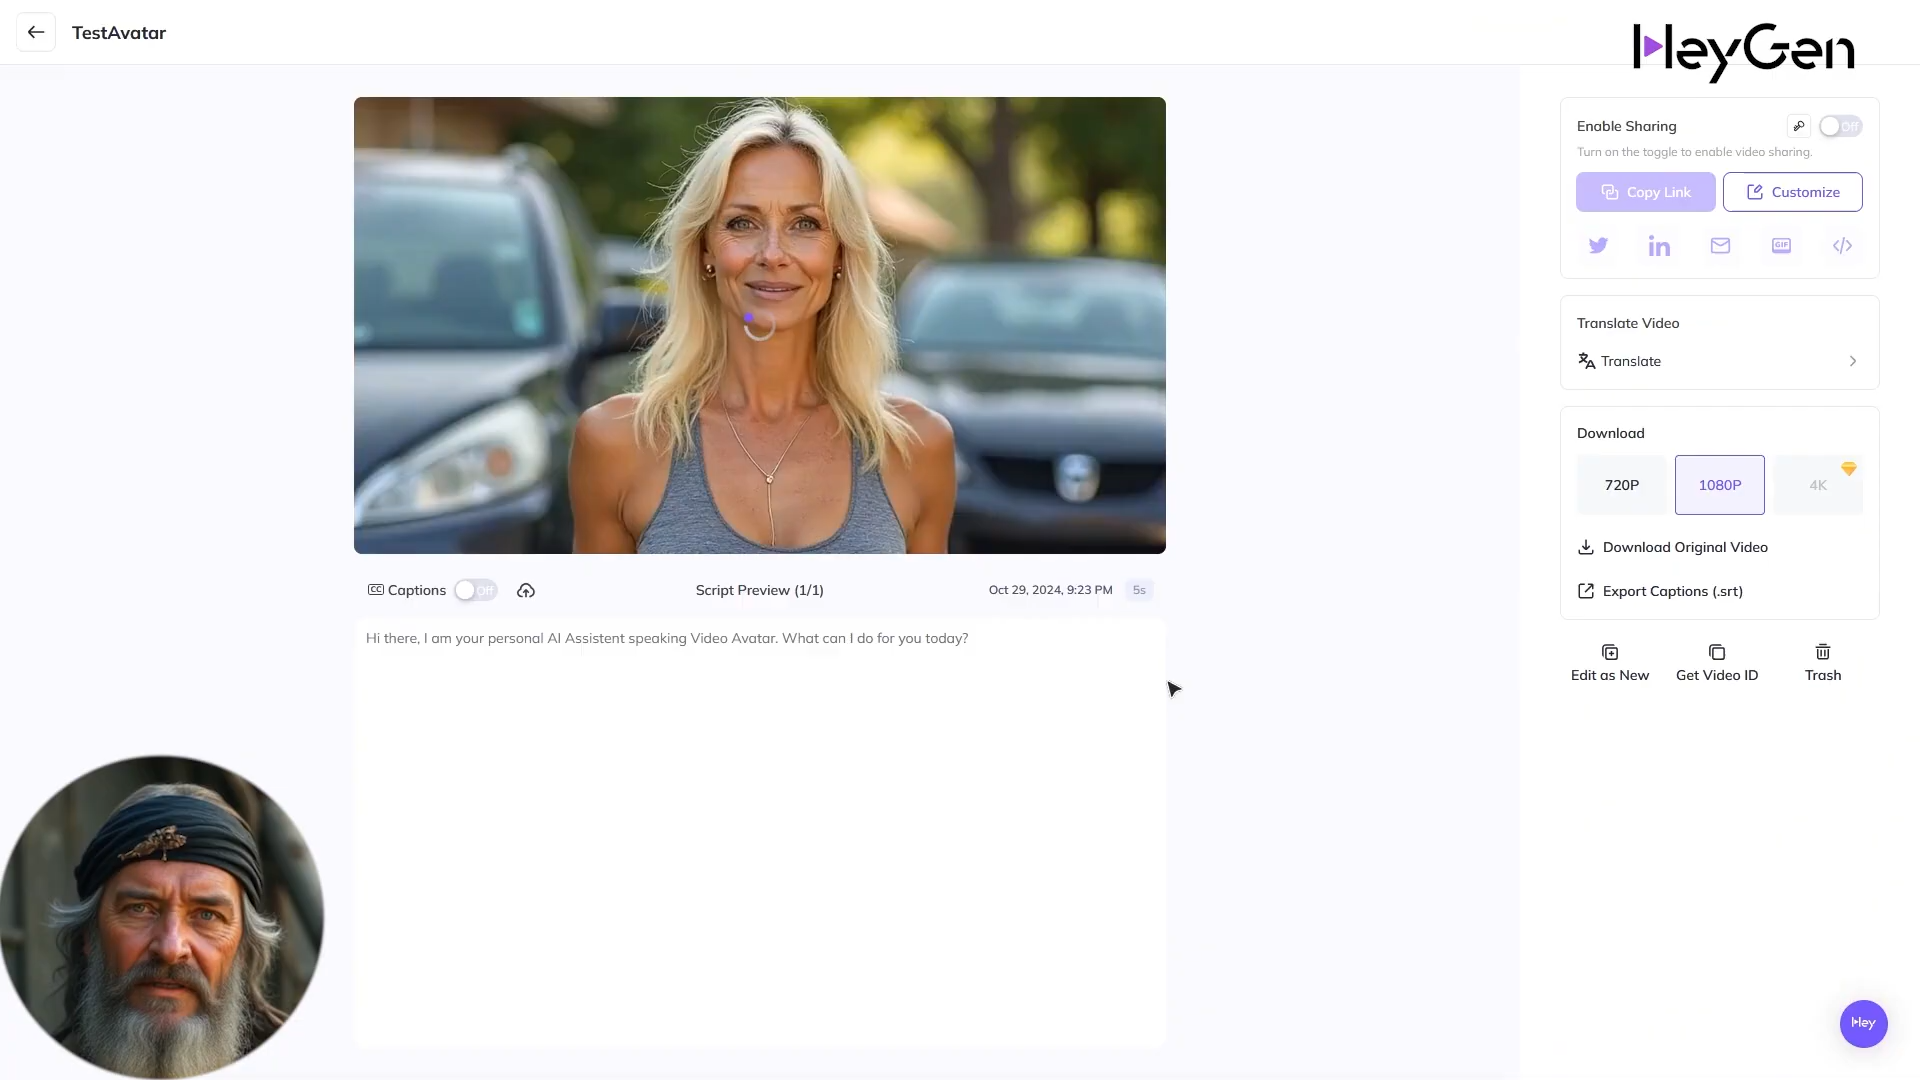 TestAvatar
HeyGen
Enable Sharing
Off
Turn on the toggle to enable video sharing.
Copy Link
Customize
GIF
Translate Video
Translate
Download
720P
1080P
4K
Download Original Video
Export Captions (.srt)
Edit as New
Get Video ID
Trash
CC Captions
Off
Script Preview (1/1)
Oct 29, 2024, 9:23 PM
5s
Hi there, I am your personal AI Assistent speaking Video Avatar. What can I do for you today?
Hey